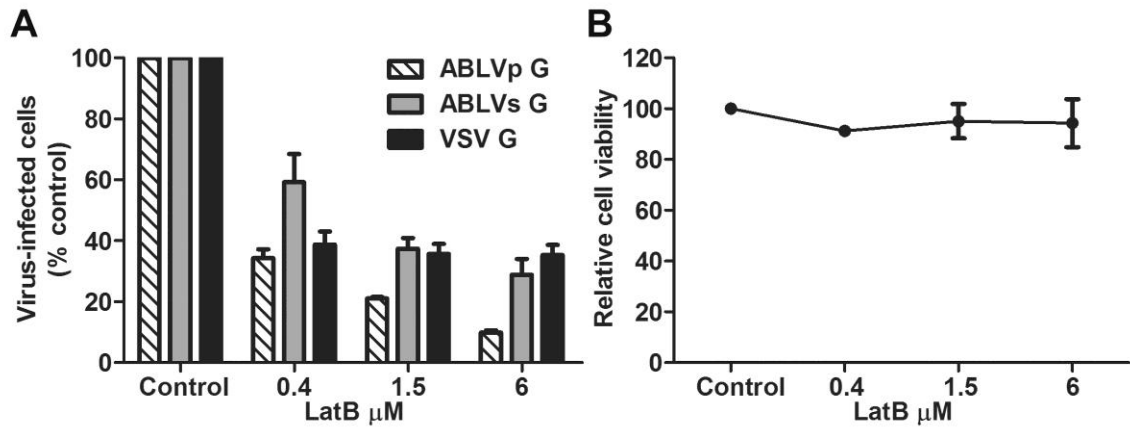 A
Virus-infected cells
(% control)
100
80
60
40
20
0
ABLVp G
ABLVs G
VSV G
Control 0.4 1.5 6
LatB μM
B
Relative cell viability
120
100
80
60
40
20
0
Control 0.4 1.5 6
LatB μM